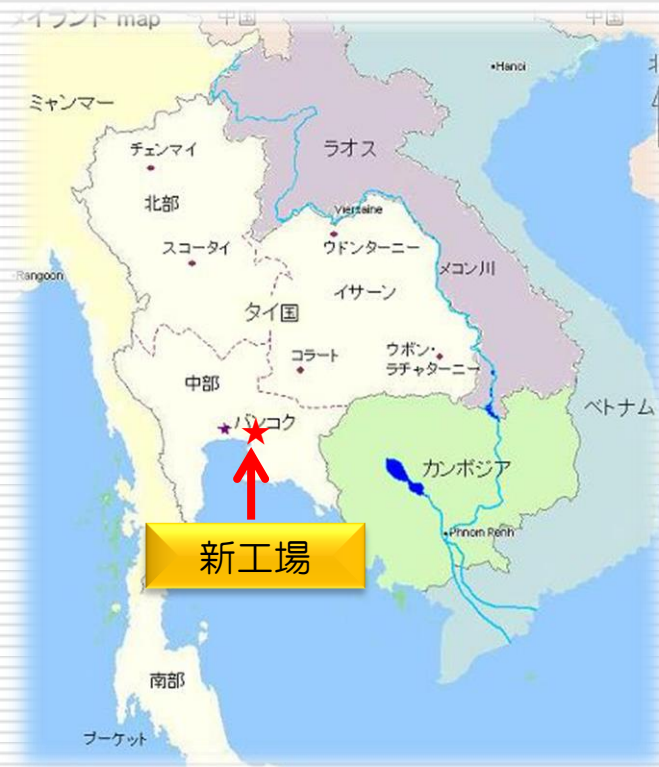 イランド map
中国
中国
•Hanoi
ミャンマー
チェンマイ
ラオス
北部
Vientaine
スコータイ
ウドンターニー
Rangoon
メコン川
イサーン
タイ国
コラート
ウボン・
ラチャターニー
中部
ベトナム
バンコク
カンボジア
Phnom Penh
新工場
南部
プーケット